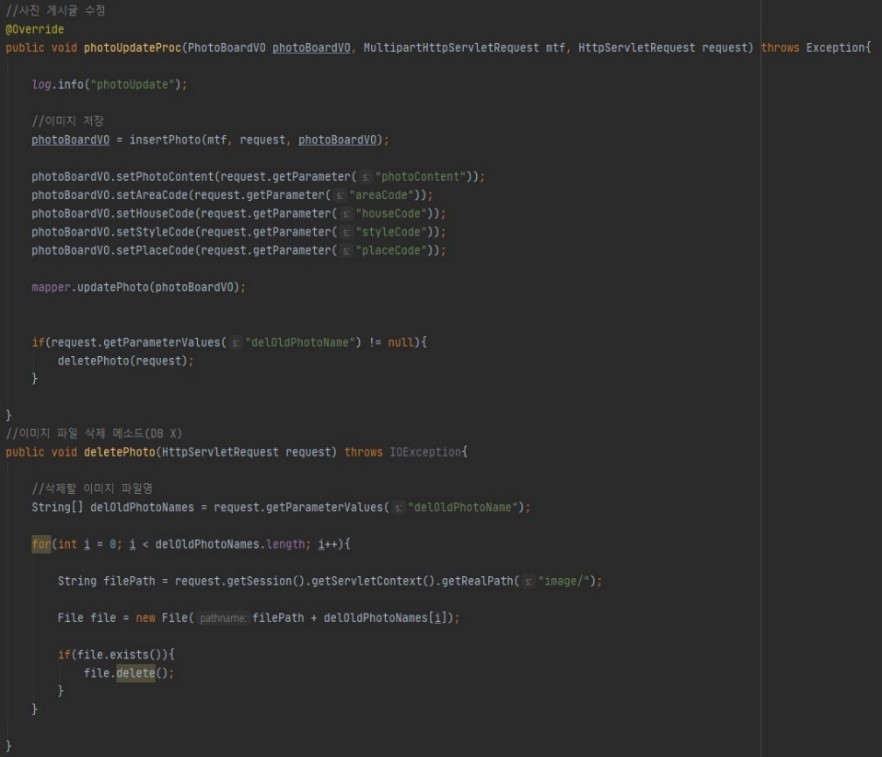 //사진 게시글 수정
@Override
public void photoUpdateProc(PhotoBoardVO photoBoardVO, MultipartHttpServletRequest mtf, HttpServletRequest request) throws Exception{
log.info("photoUpdate");
//이미지 저장
photoBoardVO = insertPhoto(mtf, request, photoBoardVO);
photoBoardVO.setPhotoContent(request.getParameter( s: "photoContent"));
photoBoardVO.setAreaCode(request.getParameter( s: "areaCode"));
photoBoardVO.setHouseCode(request.getParameter( s: "houseCode"));
photoBoardVO.setStyleCode(request.getParameter( s: "styleCode"));
photoBoardVO.setPlaceCode(request.getParameter( s: "placeCode"));
mapper.updatePhoto(photoBoardVO);
if(request.getParameterValues( s: "delOldPhotoName") != null){
deletePhoto(request);
}
}
//이미지 파일 삭제 메소드(DB X)
public void deletePhoto(HttpServletRequest request) throws IOException{
//삭제할 이미지 파일명
String[] delOldPhotoNames = request.getParameterValues( s: "delOldPhotoName");
for(int i = 0; i < delOldPhotoNames.length; i++){
String filePath = request.getSession().getServletContext().getRealPath( s: "image/");
File file = new File( pathname: filePath + delOldPhotoNames[i]);
if(file.exists()){
file.delete();
}
}
}